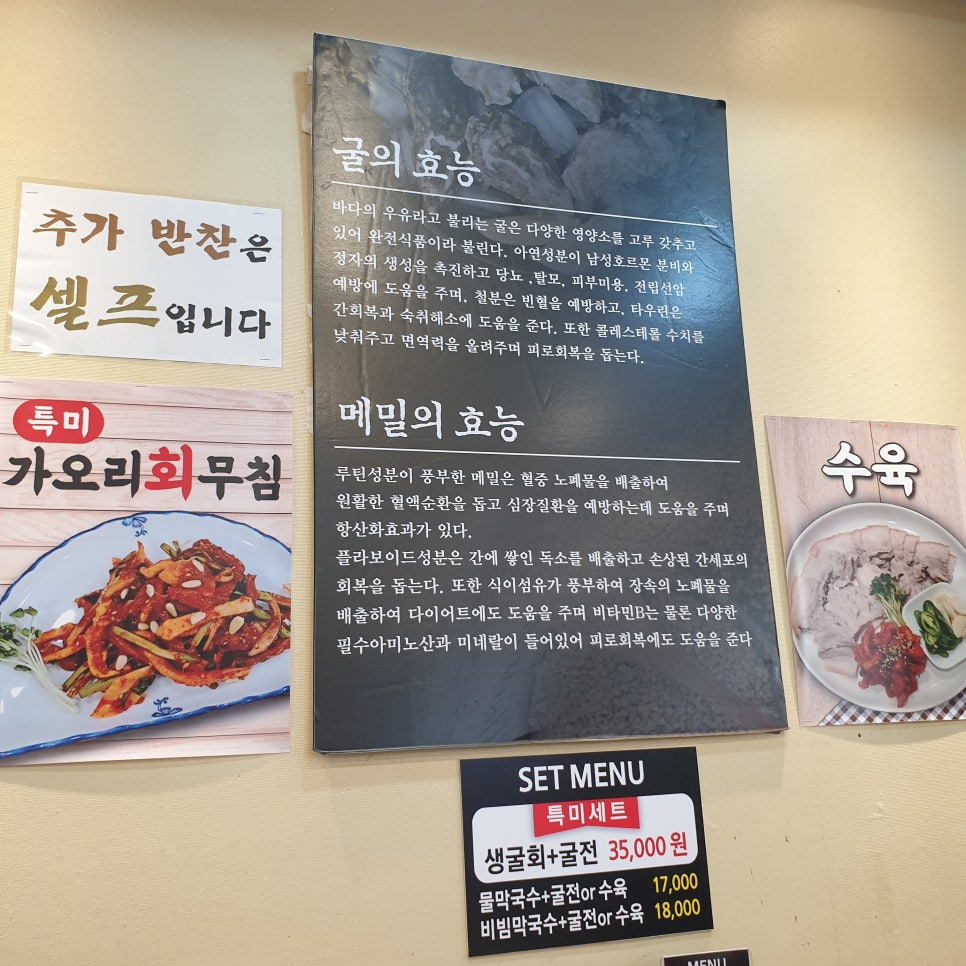 추가 반찬은
셀프입니다
특미
가오리회무침
굴의 효능
바다의 우유라고 불리는 굴은 다양한 영양소를 고루 갖추고
있어 완전식품이라 불린다. 아연성분이 남성호르몬 분비와
정자의 생성을 촉진하고 당뇨 ,탈모, 피부미용, 전립선암
예방에 도움을 주며, 철분은 빈혈을 예방하고, 타우린은
간회복과 숙취해소에 도움을 준다. 또한 콜레스테롤 수치를
낮춰주고 면역력을 올려주며 피로회복을 돕는다.
메밀의 효능
루틴성분이 풍부한 메밀은 혈중 노폐물을 배출하여
원활한 혈액순환을 돕고 심장질환을 예방하는데 도움을 주며
항산화효과가 있다.
플라보이드성분은 간에 쌓인 독소를 배출하고 손상된 간세포의
회복을 돕는다. 또한 식이섬유가 풍부하여 장속의 노폐물을
배출하여 다이어트에도 도움을 주며 비타민B는 물론 다양한
필수아미노산과 미네랄이 들어있어 피로회복에도 도움을 준다
수육
SET MENU
특미세트
생굴회+굴전 35,000원
물막국수+굴전or 수육 17,000
비빔막국수+굴전or 수육 18,000
MENU